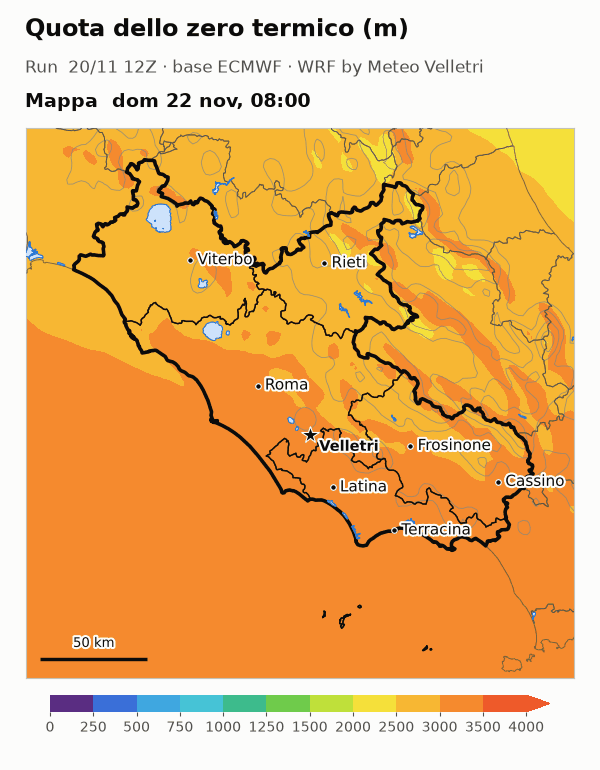 Quota dello zero termico (m)
Run 20/11 12Z · base ECMWF · WRF by Meteo Velletri
Mappa dom 22 nov, 08:00
Viterbo
Rieti
Roma
Velletri
Frosinone
Cassino
Latina
Terracina
50 km
0 250 500 750 1000 1250 1500 2000 2500 3000 3500 4000